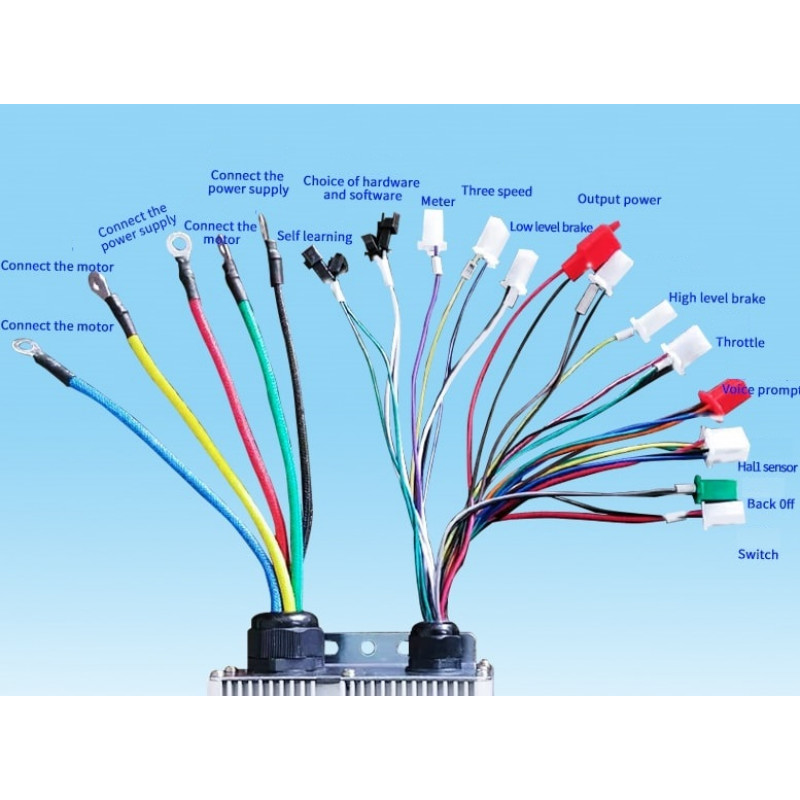 Connect the
power supply
Choice of hardware
and software
Three speed
Meter
Output power
Connect the
power supply
Connect the
motor
Self learning
Low level brake
Connect the motor
High level brake
Connect the motor
Throttle
Voice prompt
Hall sensor
Back Off
Switch